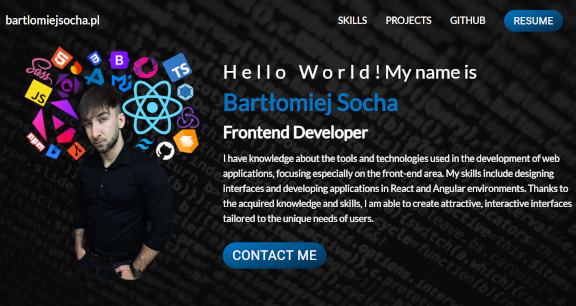 bartlomiejsocha.pl
SKILLS PROJECTS GITHUB RESUME
Hello World! My name is
Bartłomiej Socha
Frontend Developer
I have knowledge about the tools and technologies used in the development of web
applications, focusing especially on the front-end area. My skills include designing
interfaces and developing applications in React and Angular environments. Thanks to
the acquired knowledge and skills, I am able to create attractive, interactive interfaces
tailored to the unique needs of users.
CONTACT ME
Sass
B
TS
JS
npm